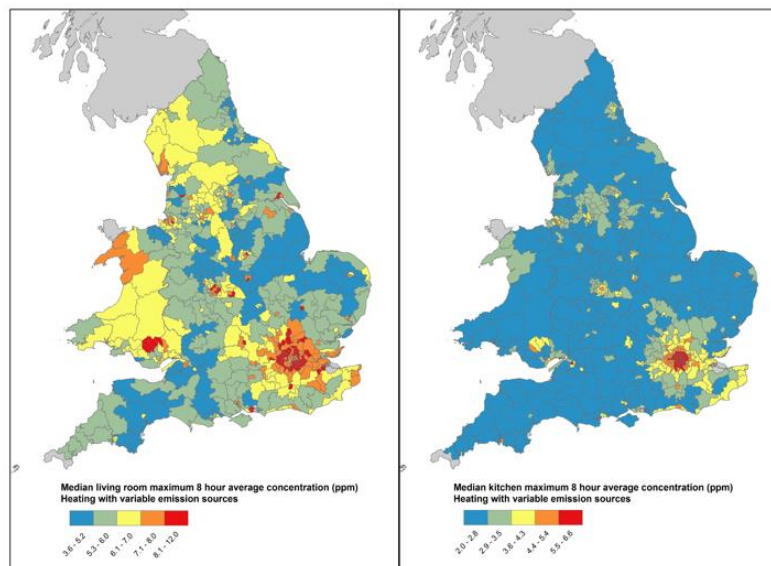 Median living room maximum 8 hour average concentration (ppm)
Heating with variable emission sources
3.6 - 5.2
5.3 - 6.0
6.1 - 7.0
7.1 - 8.0
8.1 - 12.0
Median kitchen maximum 8 hour average concentration (ppm)
Heating with variable emission sources
2.0 - 2.8
2.9 - 3.5
3.6 - 4.3
4.4 - 5.4
5.5 - 6.6